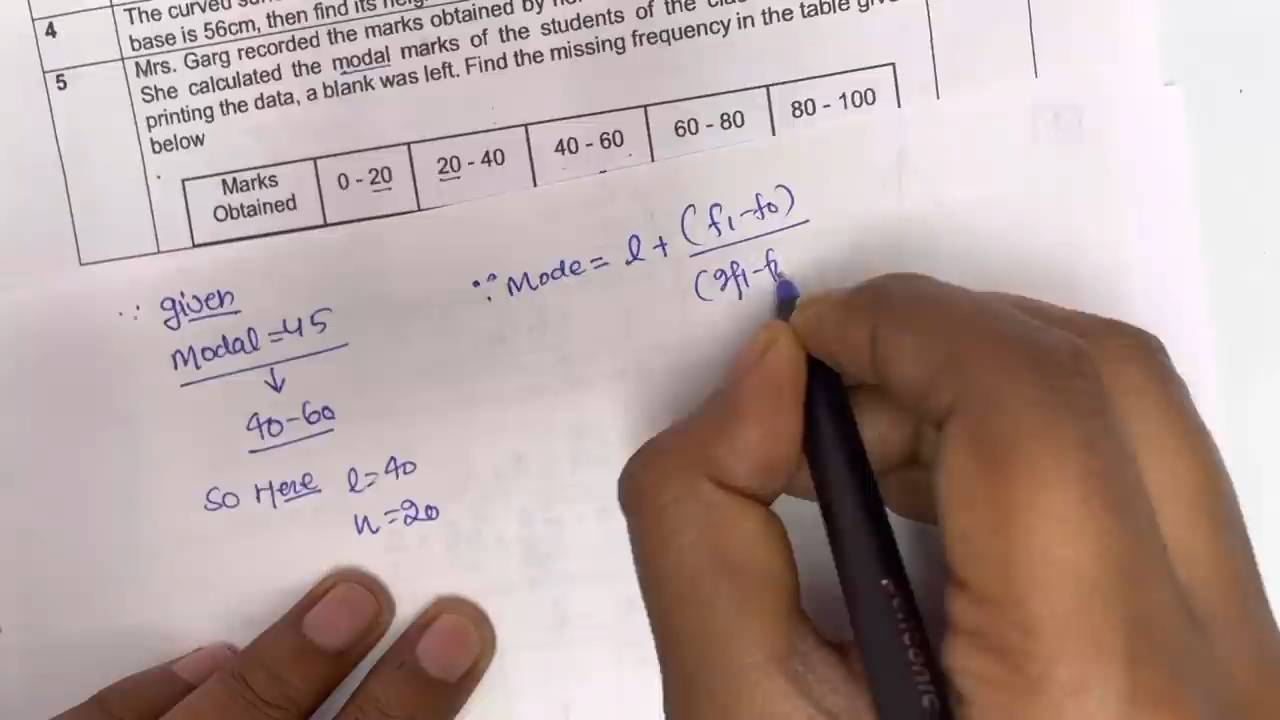 4
The curved
base is 56cm, then find its
5
Mrs. Garg recorded the marks obtained by
She calculated the modal marks of the students of the
printing the data, a blank was left. Find the missing frequency in the table
below
Marks Obtained 0 - 20 20 - 40 40 - 60 60 - 80 80 - 100
∵ given
Modal = 45
↓
40-60
So Here l = 40
h = 20
∵ Mode = l + (f1-f0)
(2f1-f